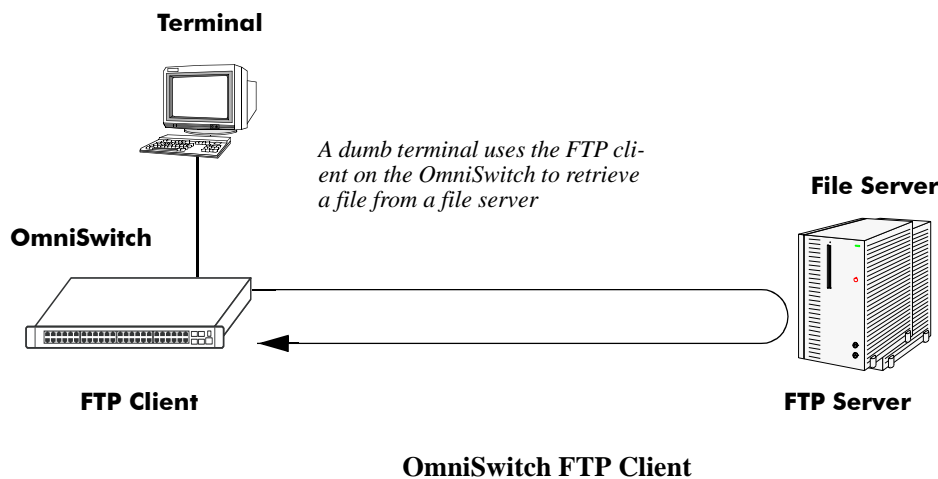 Terminal
A dumb terminal uses the FTP cli-
ent on the OmniSwitch to retrieve
a file from a file server
File Server
OmniSwitch
FTP Client
FTP Server
OmniSwitch FTP Client